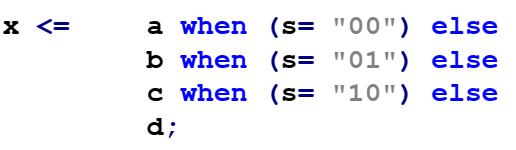 x <= a when (s= "00") else
b when (s= "01") else
c when (s= "10") else
d;